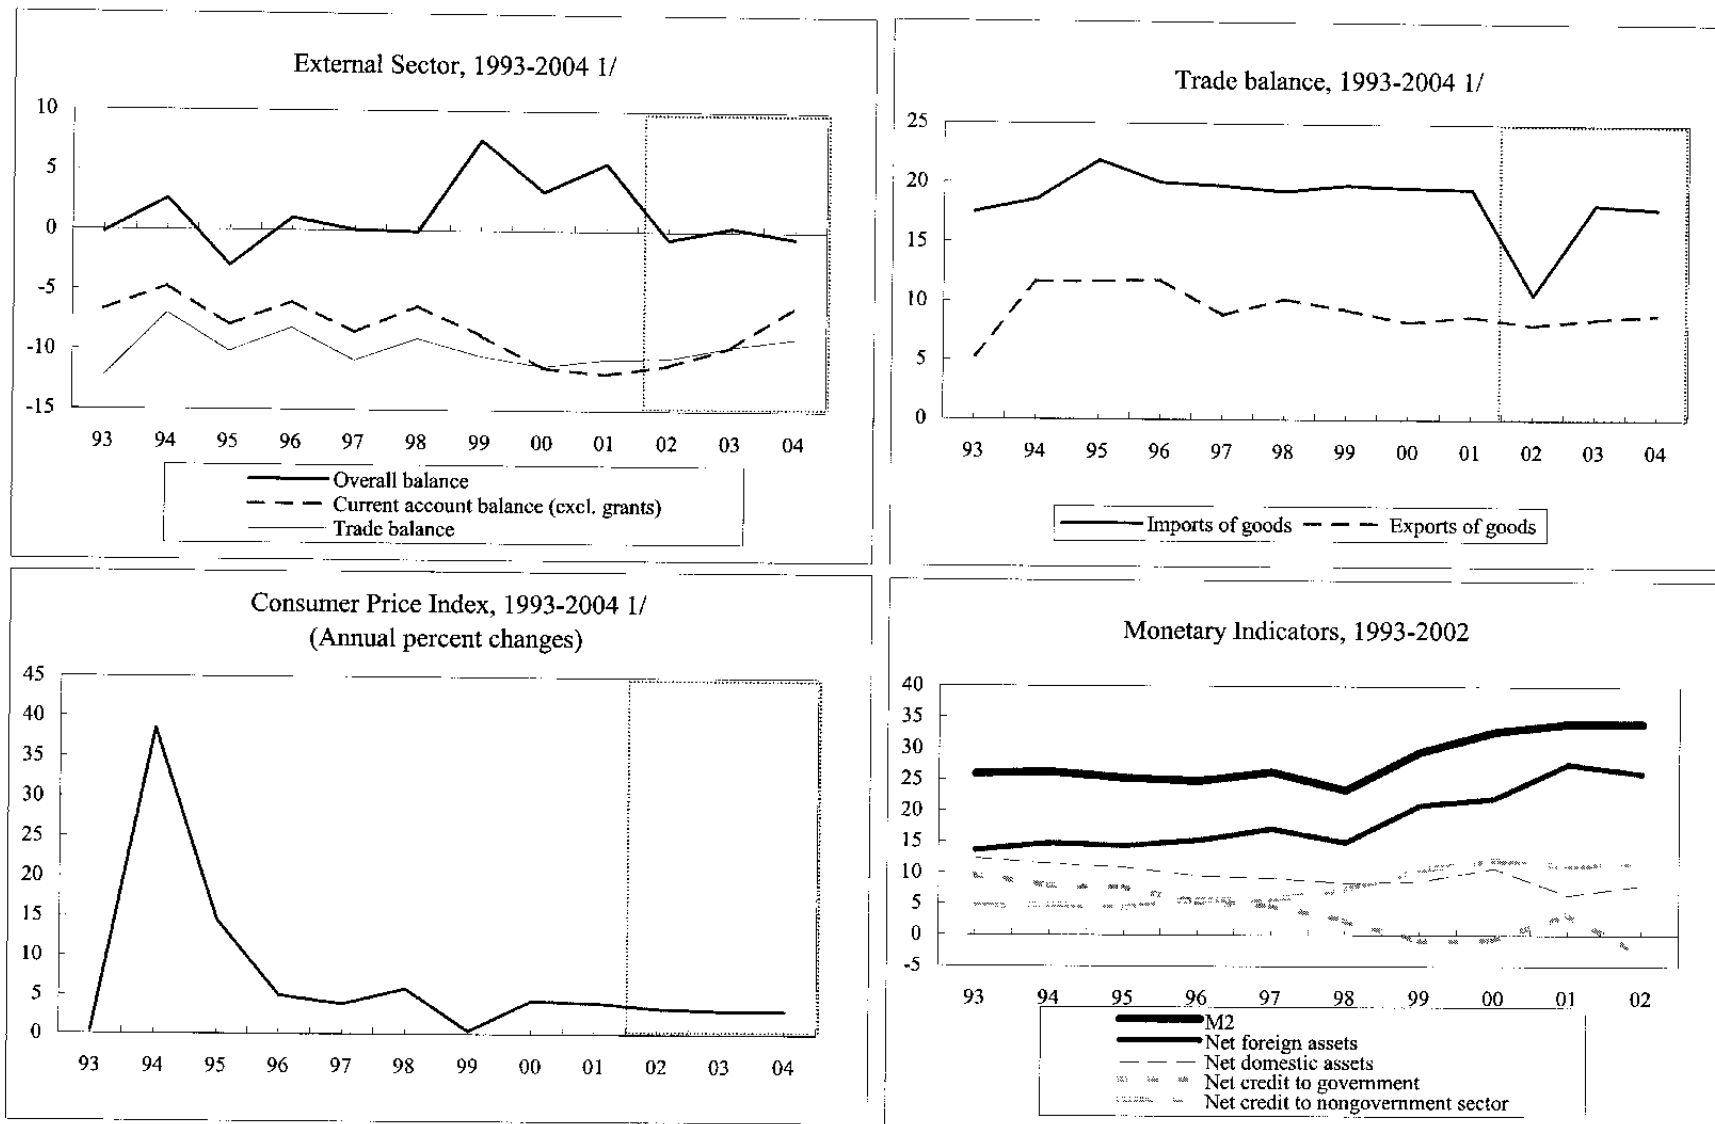 External Sector, 1993-2004 1/
10
5
0
-5
-10
-15
93 94 95 96 97 98 99 00 01 02 03 04
Overall balance
Current account balance (excl. grants)
Trade balance
Trade balance, 1993-2004 1/
25
20
15
10
5
0
93 94 95 96 97 98 99 00 01 02 03 04
Imports of goods Exports of goods
Consumer Price Index, 1993-2004 1/
(Annual percent changes)
45
40
35
30
25
20
15
10
5
0
93 94 95 96 97 98 99 00 01 02 03 04
Monetary Indicators, 1993-2002
40
35
30
25
20
15
10
5
0
-5
93 94 95 96 97 98 99 00 01 02
M2
Net foreign assets
Net domestic assets
Net credit to government
Net credit to nongovernment sector